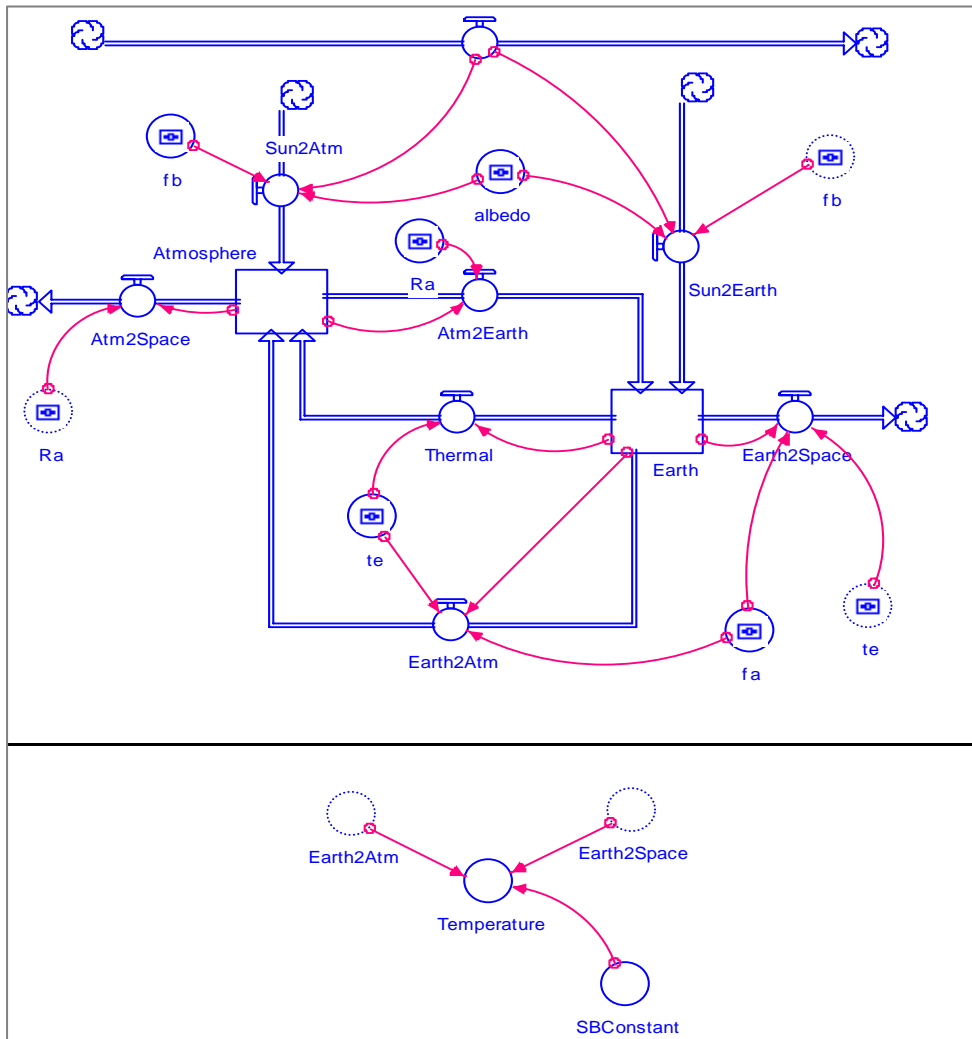 Sun2Atm
fb
albedo
fb
Atmosphere
Ra
Sun2Earth
Atm2Space
Atm2Earth
Ra
Thermal
Earth
Earth2Space
te
te
Earth2Atm
fa
Earth2Atm
Earth2Space
Temperature
SBConstant